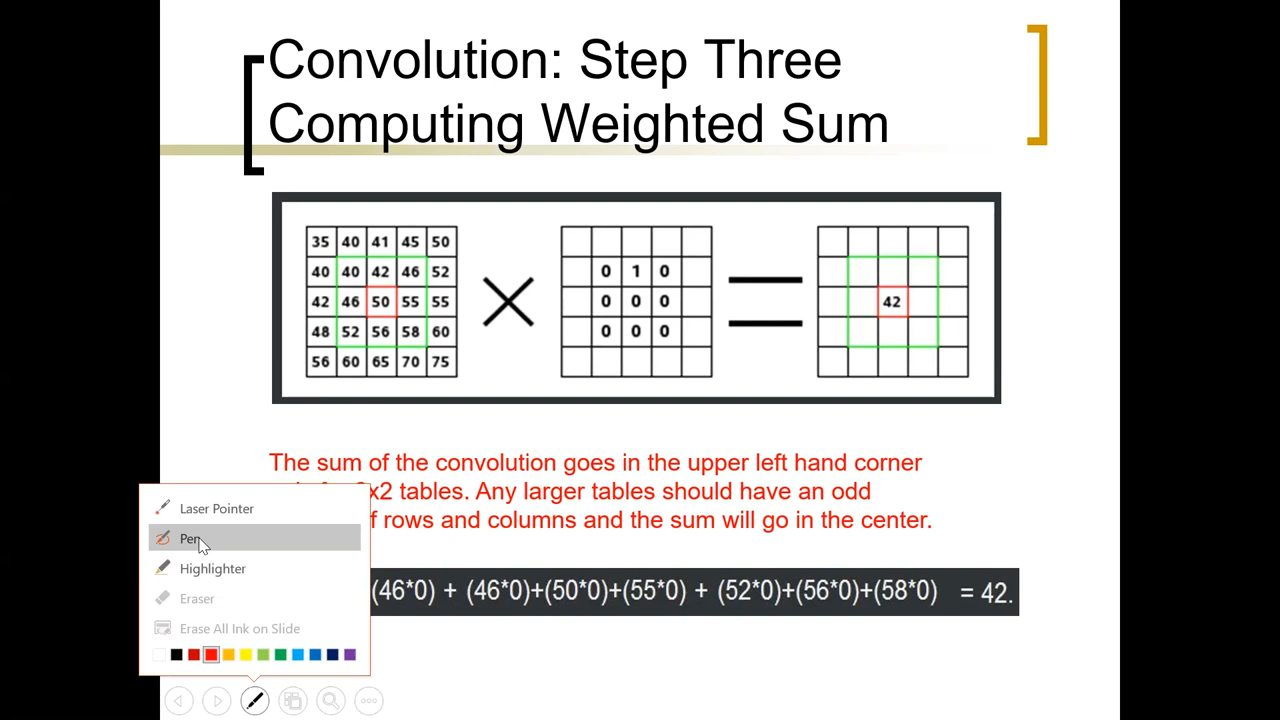 Convolution: Step Three
Computing Weighted Sum
35 40 41 45 50
40 40 42 46 52
42 46 50 55 55
48 52 56 58 60
56 60 65 70 75
0 1 0
0 0 0
0 0 0
42
The sum of the convolution goes in the upper left hand corner
x2 tables. Any larger tables should have an odd
f rows and columns and the sum will go in the center.
(46*0) + (46*0)+(50*0)+(55*0) + (52*0)+(56*0)+(58*0) = 42.
Laser Pointer
Pen
Highlighter
Eraser
Erase All Ink on Slide